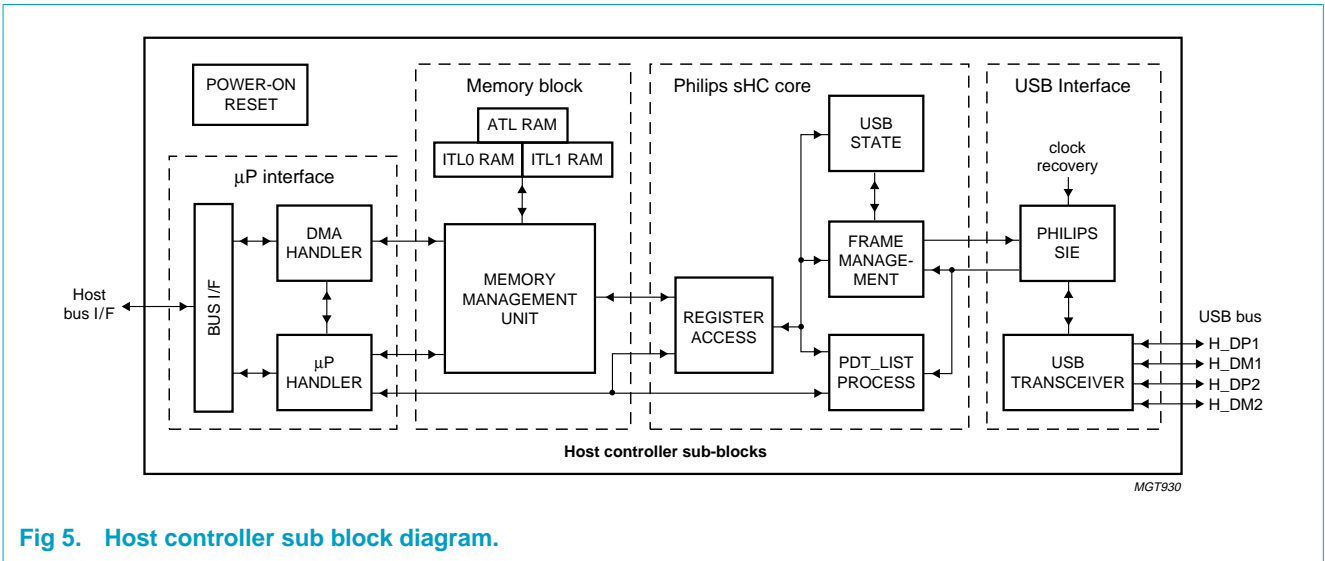 POWER-ON
RESET
Memory block
ATL RAM
ITL0 RAM
ITL1 RAM
Philips sHC core
USB
STATE
USB Interface
clock
recovery
µP interface
BUS I/F
DMA
HANDLER
µP
HANDLER
MEMORY
MANAGEMENT
UNIT
REGISTER
ACCESS
FRAME
MANAGE-
MENT
PDT_LIST
PROCESS
PHILIPS
SIE
USB
TRANSCEIVER
Host
bus I/F
USB bus
H_DP1
H_DM1
H_DP2
H_DM2
Host controller sub-blocks
MGT930
Fig 5. Host controller sub block diagram.